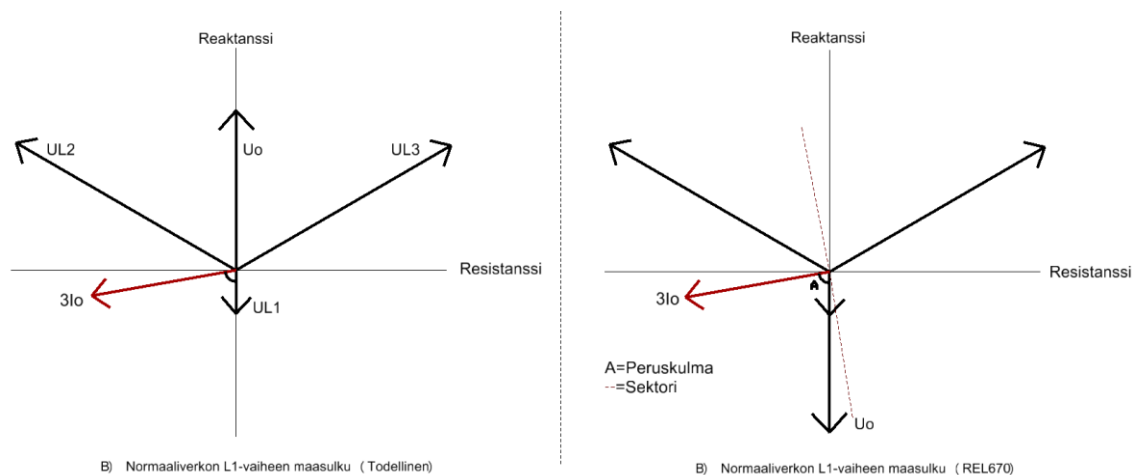 B)
Reaktanssi
UL2
Uo
UL3
Resistanssi
3Io
UL1
B) Normaaliverkon L1-vaiheen maasulku ( Todellinen)
B)
Reaktanssi
Resistanssi
A
3Io
A=Peruskulma
--=Sektori
Uo
B) Normaaliverkon L1-vaiheen maasulku ( REL670)